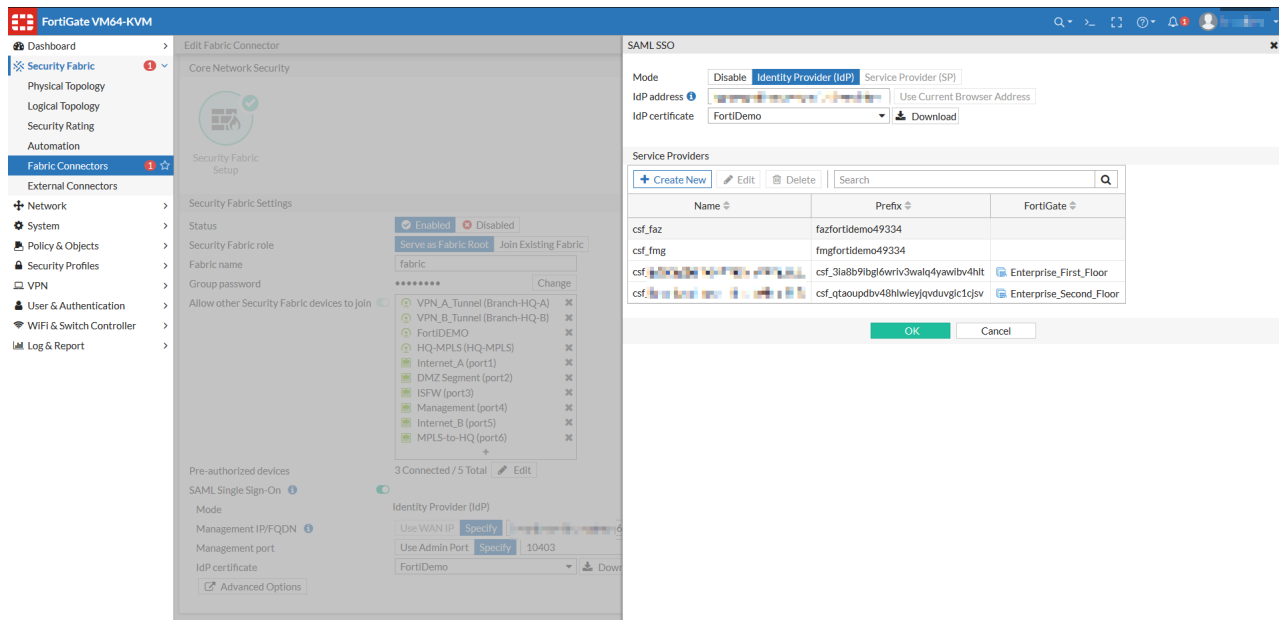 FortiGate VM64-KVM
1
Dashboard
Security Fabric 1
Physical Topology
Logical Topology
Security Rating
Automation
Fabric Connectors 1
External Connectors
Network
System
Policy & Objects
Security Profiles
VPN
User & Authentication
WiFi & Switch Controller
Log & Report
Edit Fabric Connector
Core Network Security
Security Fabric
Setup
Security Fabric Settings
Status Enabled Disabled
Security Fabric role Serve as Fabric Root Join Existing Fabric
Fabric name fabric
Group password •••••••• Change
Allow other Security Fabric devices to join VPN_A_Tunnel (Branch-HQ-A)
VPN_B_Tunnel (Branch-HQ-B)
FortiDEMO
HQ-MPLS (HQ-MPLS)
Internet_A (port1)
DMZ Segment (port2)
ISFW (port3)
Management (port4)
Internet_B (port5)
MPLS-to-HQ (port6)
+
Pre-authorized devices 3 Connected / 5 Total Edit
SAML Single Sign-On
Mode Identity Provider (IdP)
Management IP/FQDN Use WAN IP Specify
Management port Use Admin Port Specify 10403
IdP certificate FortiDemo Down
Advanced Options
SAML SSO
Mode Disable Identity Provider (IdP) Service Provider (SP)
IdP address Use Current Browser Address
IdP certificate FortiDemo Download
Service Providers
+ Create New Edit Delete Search
Name Prefix FortiGate
csf_faz fazfortidemo49334
csf_fmg fmgfortidemo49334
csf_ csf_3ia8b9ibgl6wriv3walq4yawibv4hlt Enterprise_First_Floor
csf_ csf_qtaoupdbv48hlwieyjqvduvgic1cjsv Enterprise_Second_Floor
OK Cancel